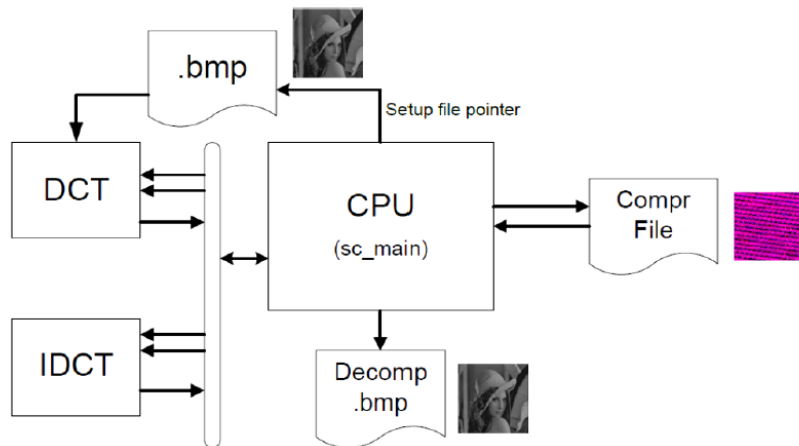 .bmp
Setup file pointer
DCT
CPU
(sc_main)
Compr
File
IDCT
Decomp
.bmp